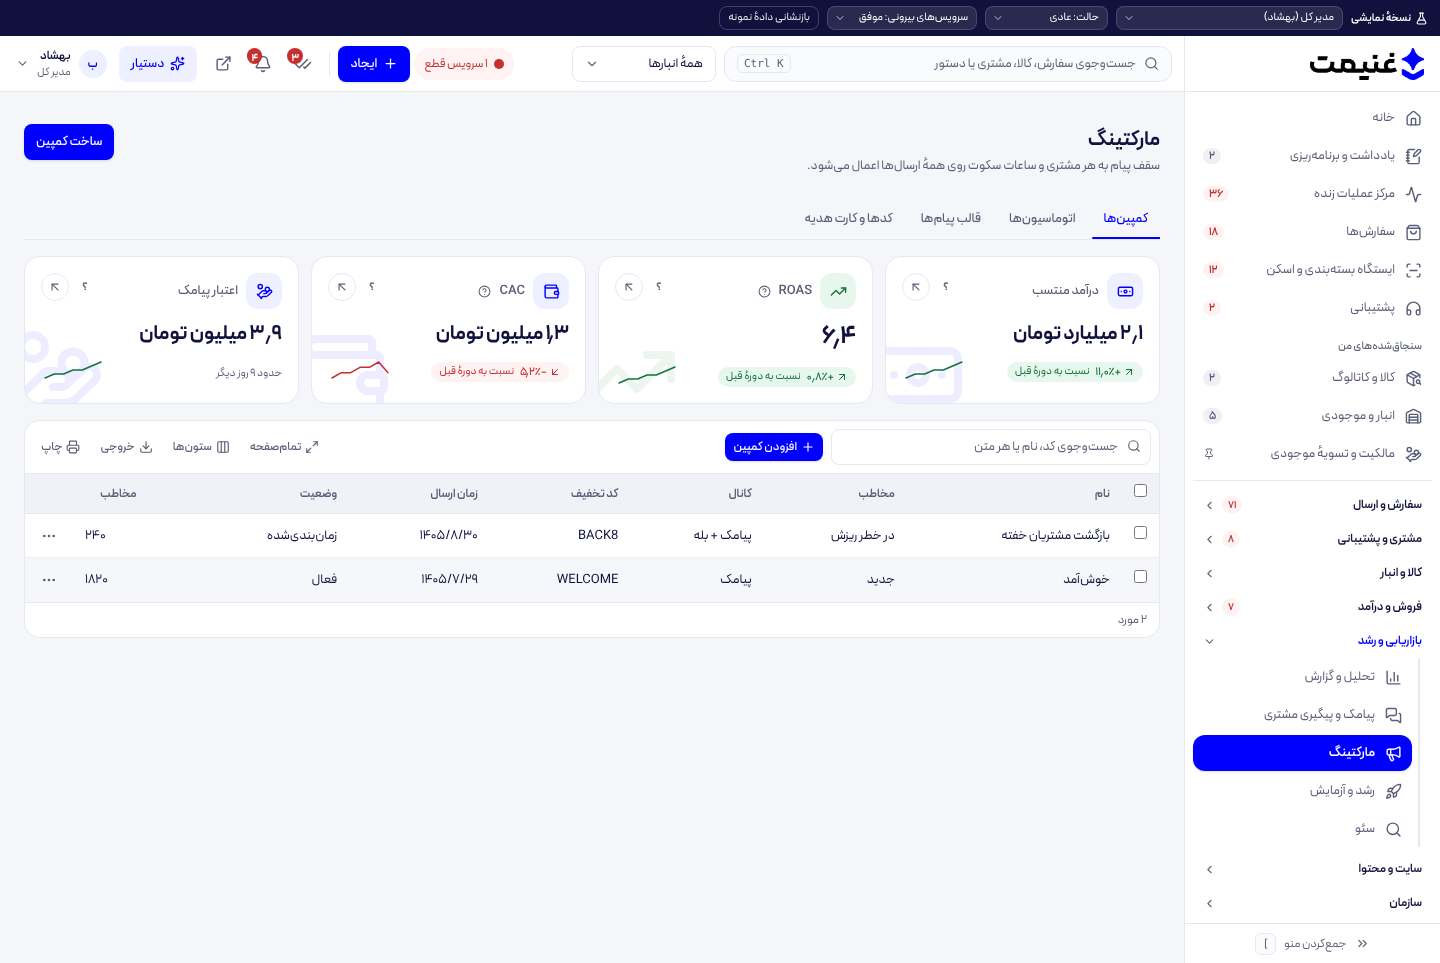 نسخهٔ نمایشی
مدیر کل (بهشاد)
حالت: عادی
سرویس‌های بیرونی: موفق
بازنشانی دادهٔ نمونه
غنیمت
جست‌وجوی سفارش، کالا، مشتری یا دستور
Ctrl K
همهٔ انبارها
۱ سرویس قطع
ایجاد
۳
۴
دستیار
ب
بهشاد
مدیر کل
خانه
یادداشت و برنامه‌ریزی ۲
مرکز عملیات زنده ۳۶
سفارش‌ها ۱۸
ایستگاه بسته‌بندی و اسکن ۱۲
پشتیبانی ۲
سنجاق‌شده‌های من
کالا و کاتالوگ ۲
انبار و موجودی ۵
مالکیت و تسویهٔ موجودی
سفارش و ارسال ۷۱
مشتری و پشتیبانی ۸
کالا و انبار
فروش و درآمد ۷
بازاریابی و رشد
تحلیل و گزارش
پیامک و پیگیری مشتری
مارکتینگ
رشد و آزمایش
سئو
سایت و محتوا
سازمان
جمع‌کردن منو [
مارکتینگ
ساخت کمپین
سقف پیام به هر مشتری و ساعات سکوت روی همهٔ ارسال‌ها اعمال می‌شود.
کمپین‌ها
اتوماسیون‌ها
قالب پیام‌ها
کدها و کارت هدیه
درآمد منتسب ؟
۲٫۱ میلیارد تومان
+۱۱٫۰٪ نسبت به دورهٔ قبل
ROAS ؟
۶٫۴
+۰٫۸٪ نسبت به دورهٔ قبل
CAC ؟
۱٫۳ میلیون تومان
−۵٫۲٪ نسبت به دورهٔ قبل
اعتبار پیامک ؟
۳٫۹ میلیون تومان
حدود ۹ روز دیگر
جست‌وجوی کد، نام یا هر متن
افزودن کمپین
تمام‌صفحه
ستون‌ها
خروجی
چاپ
نام مخاطب کانال کد تخفیف زمان ارسال وضعیت مخاطب
بازگشت مشتریان خفته در خطر ریزش پیامک + بله BACK8 ۱۴۰۵/۸/۳۰ زمان‌بندی‌شده ۲۴۰
خوش‌آمد جدید پیامک WELCOME ۱۴۰۵/۷/۲۹ فعال ۱۸۲۰
۲ مورد